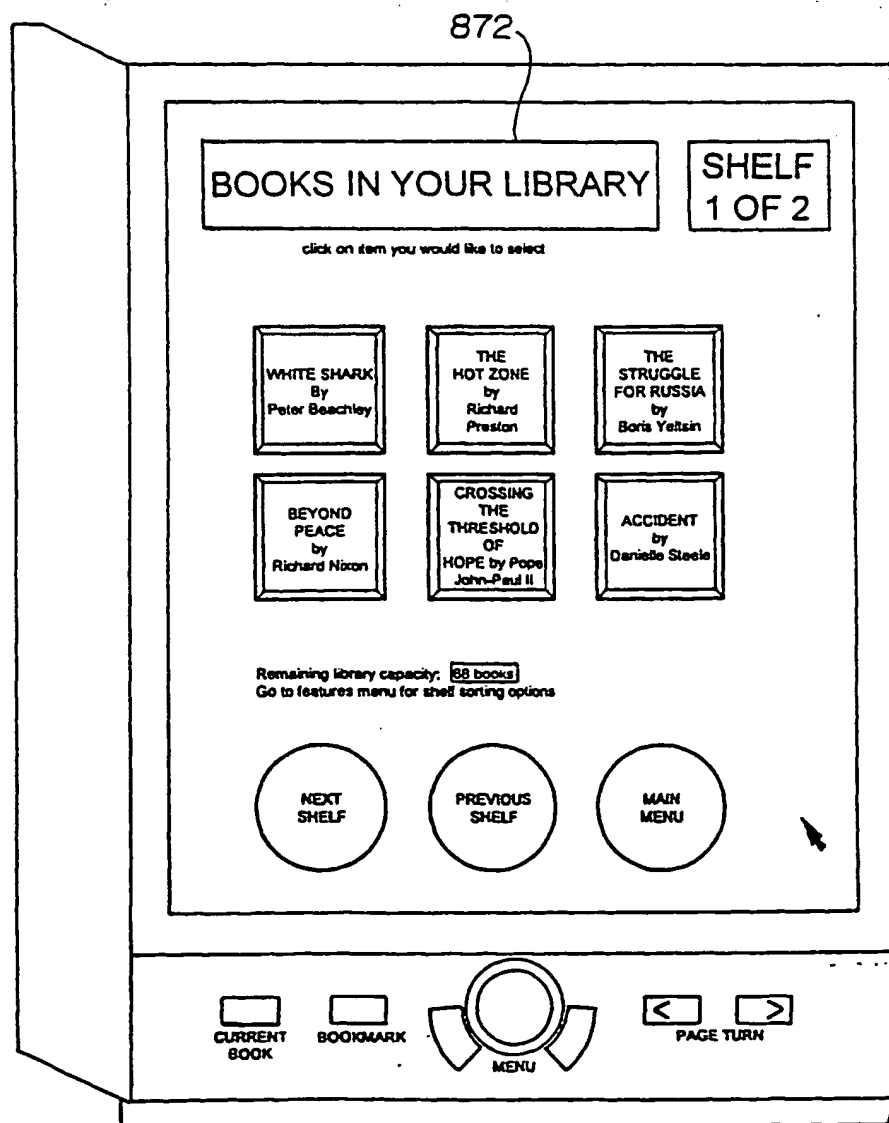 872
BOOKS IN YOUR LIBRARY
SHELF
1 OF 2
click on item you would like to select
WHITE SHARK
By
Peter Beachley
THE
HOT ZONE
by
Richard
Preston
THE
STRUGGLE
FOR RUSSIA
by
Boris Yeltsin
BEYOND
PEACE
by
Richard Nixon
CROSSING
THE
THRESHOLD
OF
HOPE by Pope
John-Paul II
ACCIDENT
by
Danielle Steele
Remaining library capacity: 88 books
Go to features menu for shelf sorting options
NEXT
SHELF
PREVIOUS
SHELF
MAIN
MENU
CURRENT
BOOK
BOOKMARK
MENU
< >
PAGE TURN